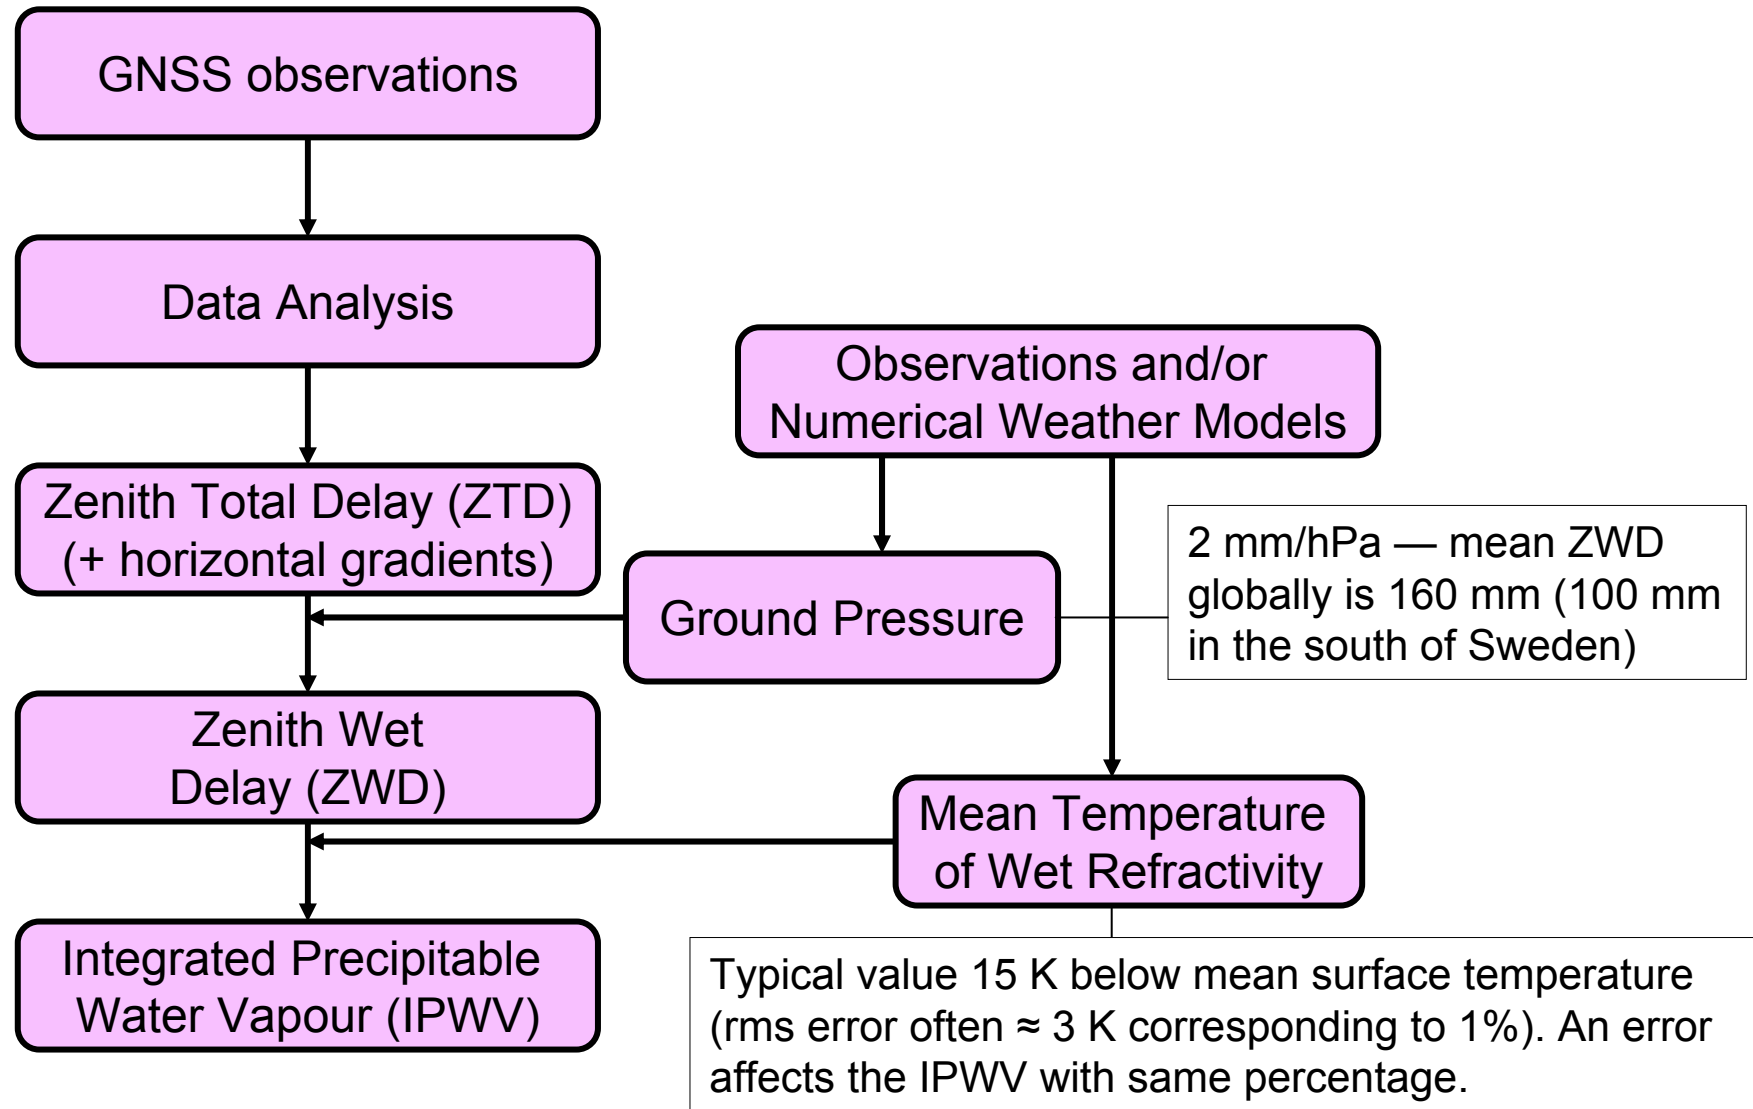 GNSS observations
Data Analysis
Observations and/or
Numerical Weather Models
Zenith Total Delay (ZTD)
(+ horizontal gradients)
2 mm/hPa — mean ZWD
globally is 160 mm (100 mm
in the south of Sweden)
Ground Pressure
Zenith Wet
Delay (ZWD)
Mean Temperature
of Wet Refractivity
Integrated Precipitable
Water Vapour (IPWV)
Typical value 15 K below mean surface temperature
(rms error often ≈ 3 K corresponding to 1%). An error
affects the IPWV with same percentage.